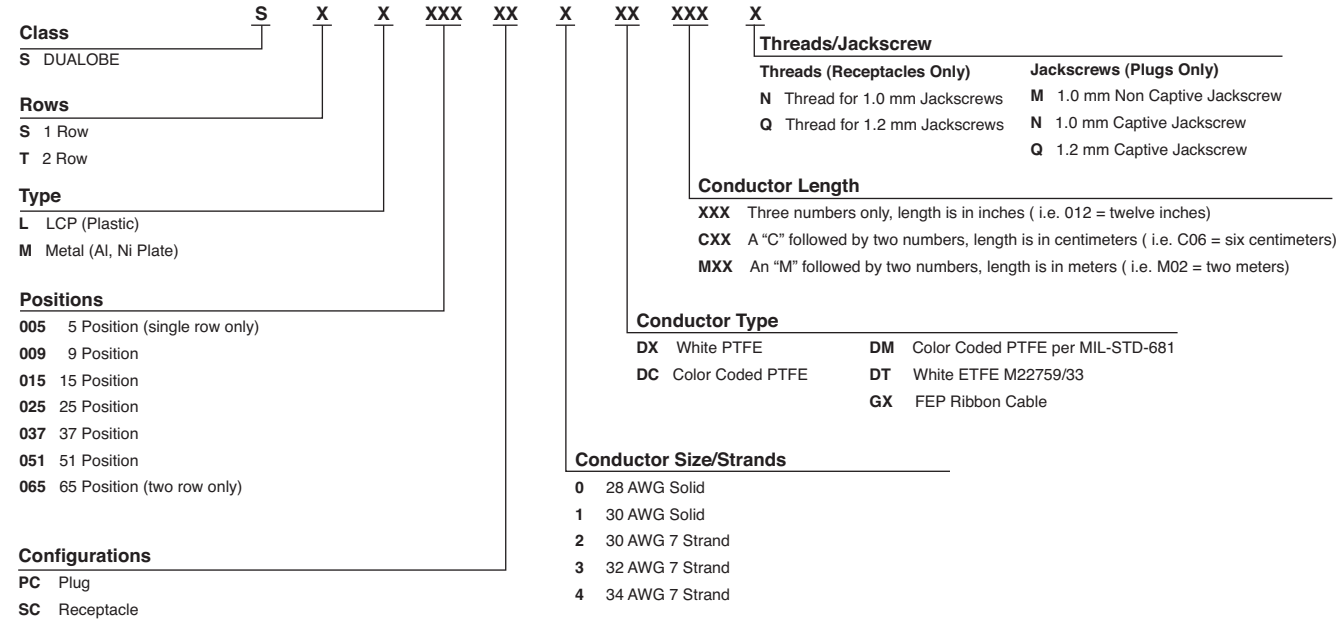 S X X XXX XX X XX XXX X
Class
S DUALOBE
Rows
S 1 Row
T 2 Row
Type
L LCP (Plastic)
M Metal (Al, Ni Plate)
Positions
005 5 Position (single row only)
009 9 Position
015 15 Position
025 25 Position
037 37 Position
051 51 Position
065 65 Position (two row only)
Configurations
PC Plug
SC Receptacle
Threads/Jackscrew
Threads (Receptacles Only)
N Thread for 1.0 mm Jackscrews
Q Thread for 1.2 mm Jackscrews
Jackscrews (Plugs Only)
M 1.0 mm Non Captive Jackscrew
N 1.0 mm Captive Jackscrew
Q 1.2 mm Captive Jackscrew
Conductor Length
XXX Three numbers only, length is in inches ( i.e. 012 = twelve inches)
CXX A “C” followed by two numbers, length is in centimeters ( i.e. C06 = six centimeters)
MXX An “M” followed by two numbers, length is in meters ( i.e. M02 = two meters)
Conductor Type
DX White PTFE
DC Color Coded PTFE
DM Color Coded PTFE per MIL-STD-681
DT White ETFE M22759/33
GX FEP Ribbon Cable
Conductor Size/Strands
0 28 AWG Solid
1 30 AWG Solid
2 30 AWG 7 Strand
3 32 AWG 7 Strand
4 34 AWG 7 Strand